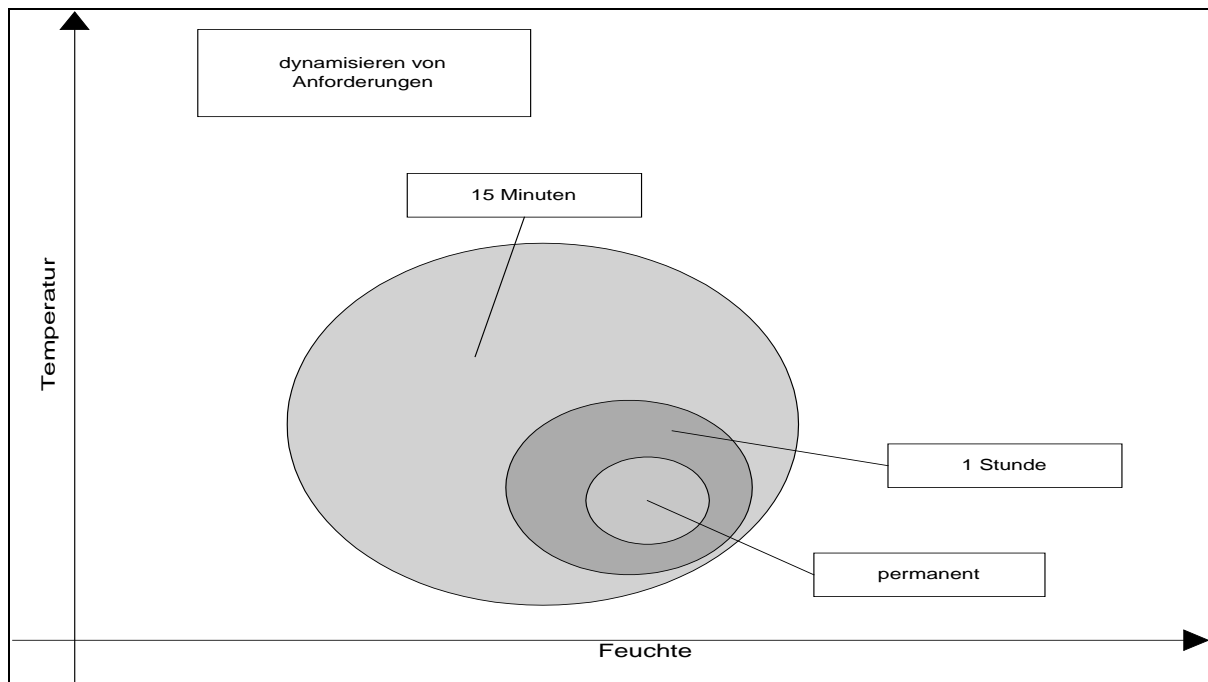 dynamisieren von
Anforderungen
15 Minuten
Temperatur
1 Stunde
permanent
Feuchte